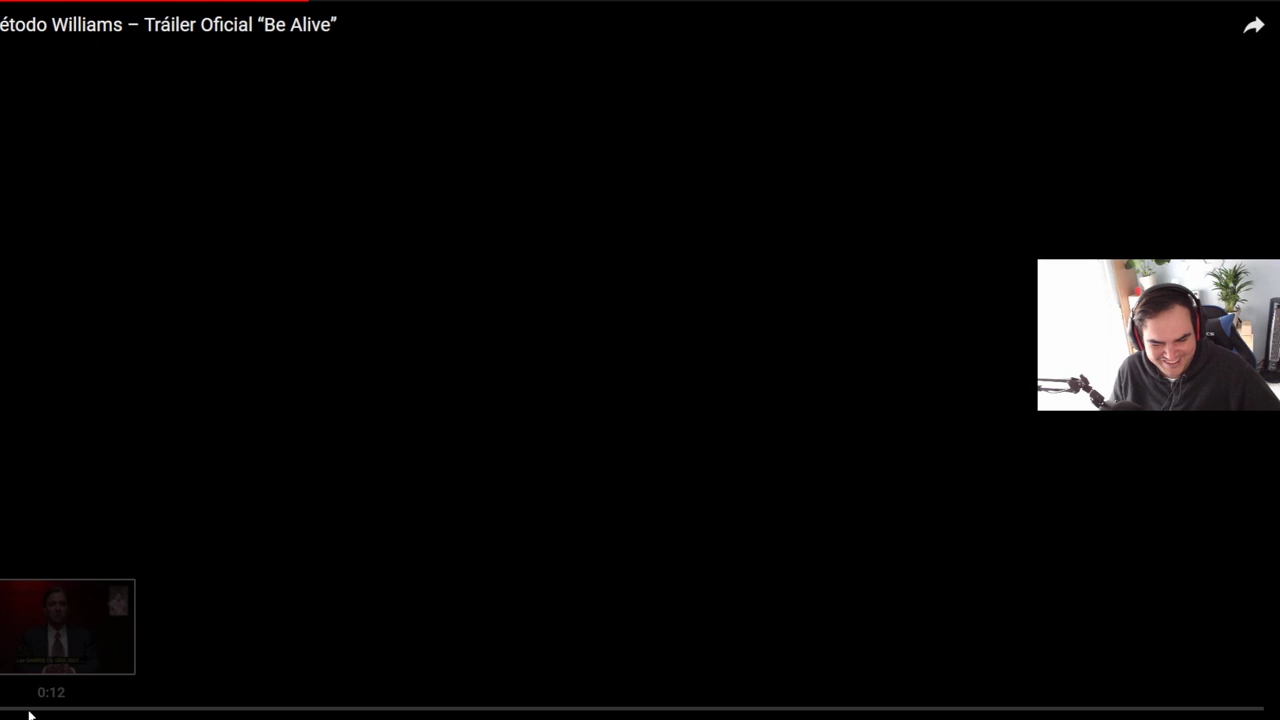 étodo Williams – Tráiler Oficial “Be Alive”
0:12